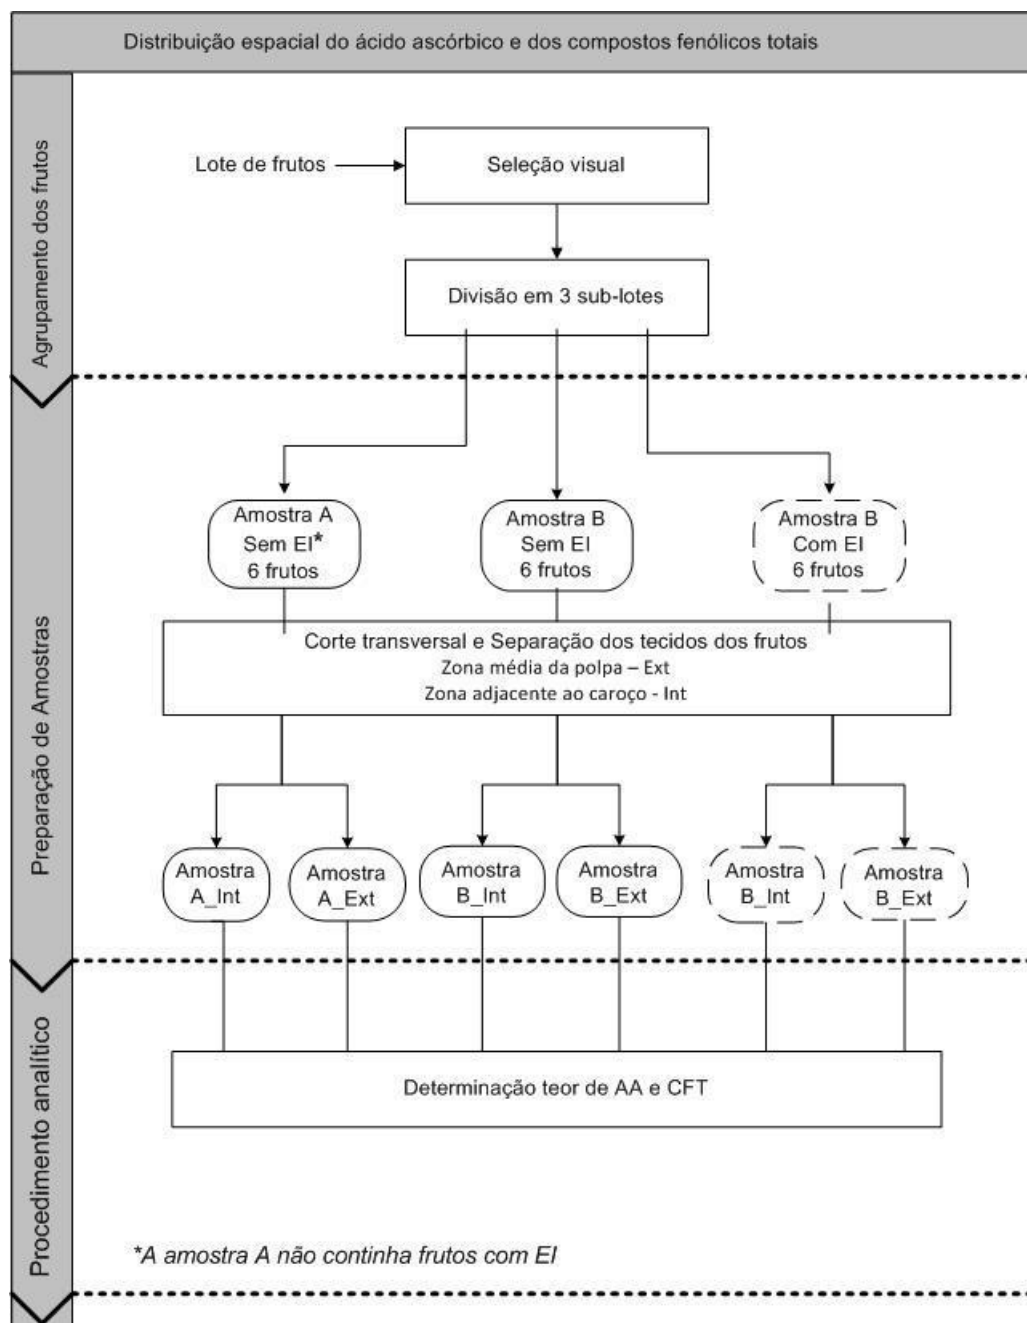 Distribuição espacial do ácido ascórbico e dos compostos fenólicos totais
Agrupamento dos frutos
Lote de frutos
Seleção visual
Divisão em 3 sub-lotes
Preparação de Amostras
Amostra A
Sem EI*
6 frutos
Amostra B
Sem EI
6 frutos
Amostra B
Com EI
6 frutos
Corte transversal e Separação dos tecidos dos frutos
Zona média da polpa – Ext
Zona adjacente ao caroço - Int
Amostra
A_Int
Amostra
A_Ext
Amostra
B_Int
Amostra
B_Ext
Amostra
B_Int
Amostra
B_Ext
Procedimento analítico
Determinação teor de AA e CFT
*A amostra A não continha frutos com EI